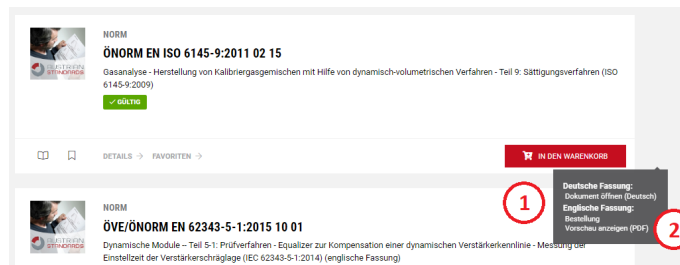 NORM
ÖNORM EN ISO 6145-9:2011 02 15
Gasanalyse - Herstellung von Kalibriergasgemischen mit Hilfe von dynamisch-volumetrischen Verfahren - Teil 9: Sättigungsverfahren (ISO
6145-9:2009)
AUSTRIAN
STANDARDS
✓ GÜLTIG
DETAILS → FAVORITEN →
IN DEN WARENKORB
Deutsche Fassung:
Dokument öffnen (Deutsch)
Englische Fassung:
Bestellung
Vorschau anzeigen (PDF)
1
2
NORM
ÖVE/ÖNORM EN 62343-5-1:2015 10 01
Dynamische Module – Teil 5-1: Prüfverfahren - Equalizer zur Kompensation einer dynamischen Verstärkerkennlinie - Messung der
Einstellzeit der Verstärkerschräglage (IEC 62343-5-1:2014) (englische Fassung)
AUSTRIAN
STANDARDS